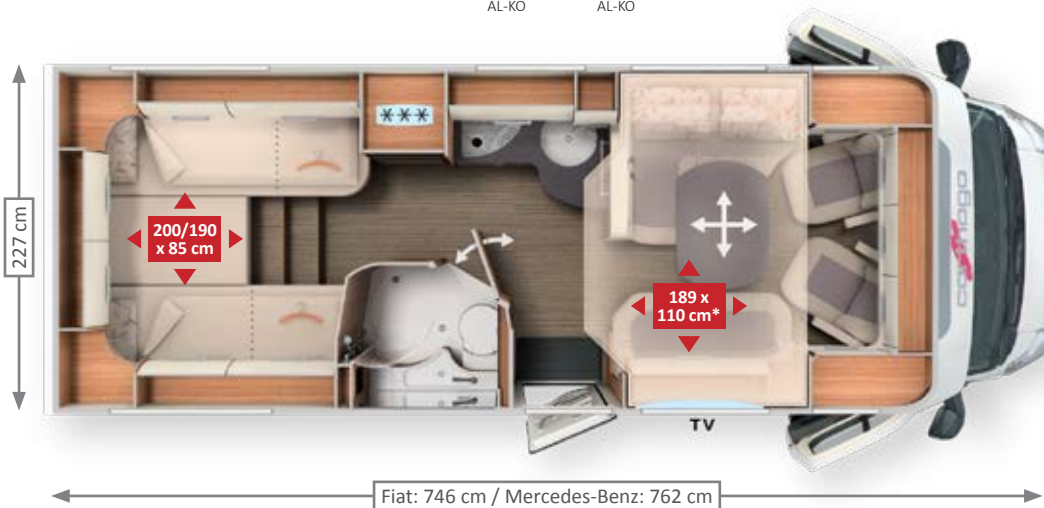 AL-KO AL-KO
227 cm
200/190
x 85 cm
189 x
110 cm*
carthago
TV
Fiat: 746 cm / Mercedes-Benz: 762 cm